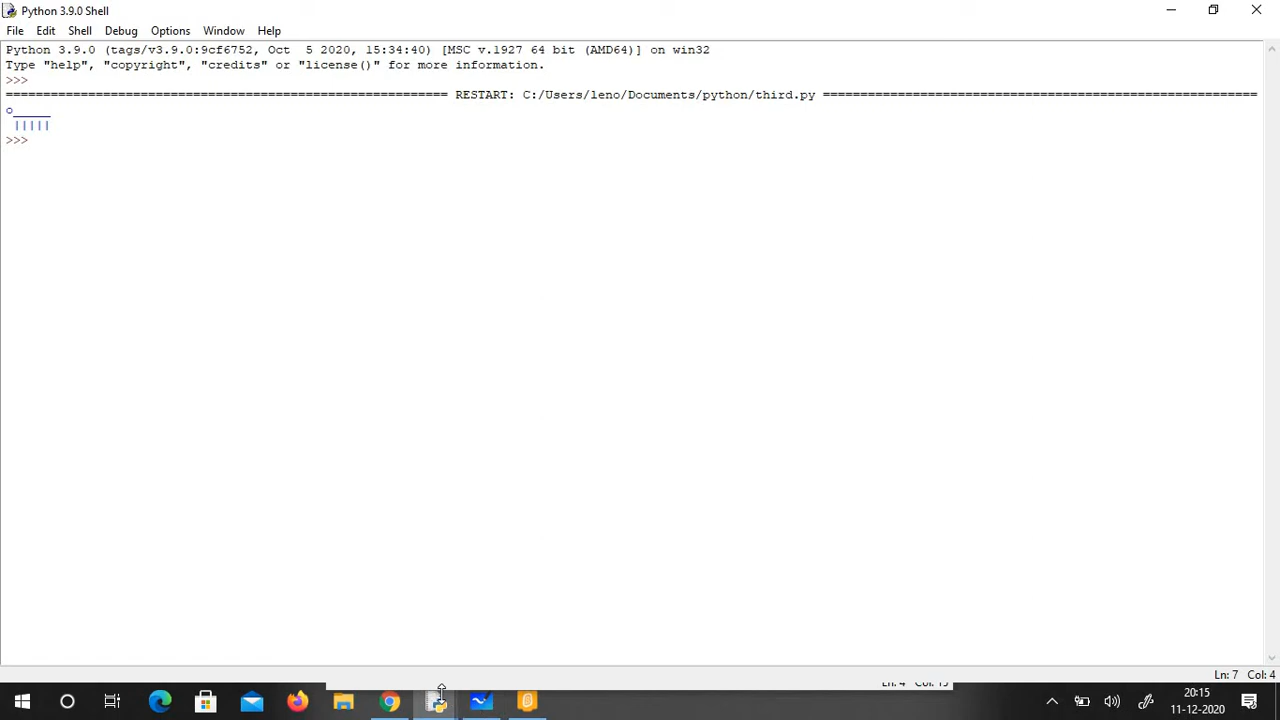 Python 3.9.0 Shell
File Edit Shell Debug Options Window Help
Python 3.9.0 (tags/v3.9.0:9cf6752, Oct  5 2020, 15:34:40) [MSC v.1927 64 bit (AMD64)] on win32
Type "help", "copyright", "credits" or "license()" for more information.
>>>
=========================================================== RESTART: C:/Users/leno/Documents/python/third.py ==========================================================
o_____
 |||||
>>>
Ln: 7 Col: 4
20:15
11-12-2020